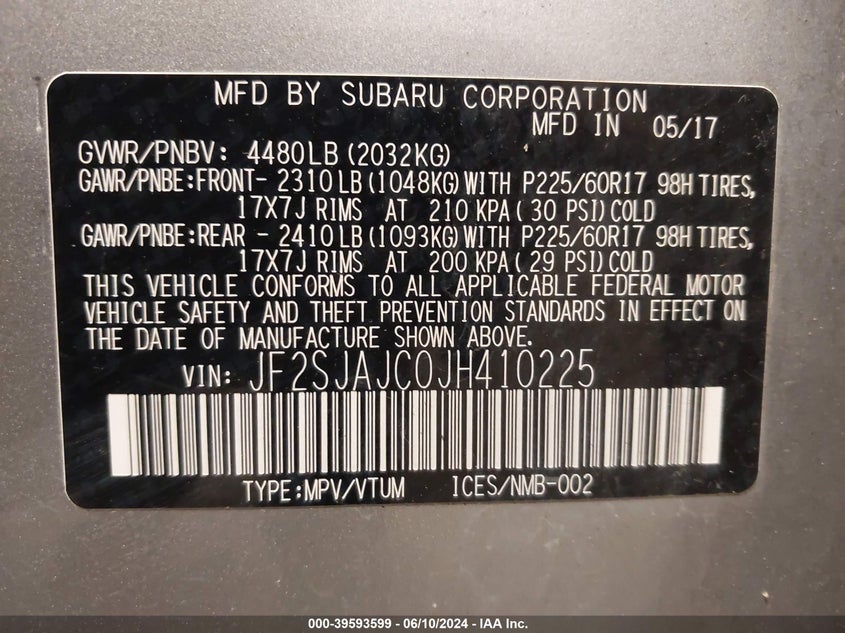 MFD BY SUBARU CORPORATION
MFD IN 05/17
GVWR/PNBV: 4480LB (2032KG)
GAWR/PNBE:FRONT- 2310LB (1048KG) WITH P225/60R17 98H TIRES,
17X7J RIMS AT 210 KPA( 30 PSI) COLD
GAWR/PNBE:REAR - 2410LB (1093KG) WITH P225/60R17 98H TIRES,
17X7J RIMS AT 200 KPA( 29 PSI) COLD
THIS VEHICLE CONFORMS TO ALL APPLICABLE FEDERAL MOTOR
VEHICLE SAFETY AND THEFT PREVENTION STANDARDS IN EFFECT ON
THE DATE OF MANUFACTURE SHOWN ABOVE.
VIN: JF2SJAJC0JH410225
TYPE:MPV/VTUM ICES/NMB-002
000-39593599 - 06/10/2024 - IAA Inc.